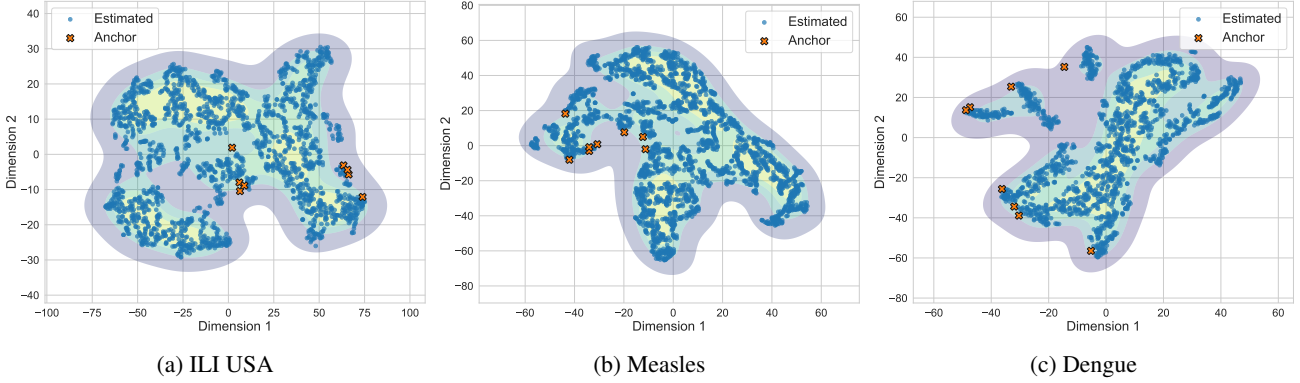 40
30
20
10
0
−10
−20
−30
−40
Dimension 2
−100 −75 −50 −25 0 25 50 75 100
Dimension 1
Estimated
Anchor
(a) ILI USA
80
60
40
20
0
−20
−40
−60
−80
Dimension 2
−60 −40 −20 0 20 40 60
Dimension 1
Estimated
Anchor
(b) Measles
60
40
20
0
−20
−40
−60
−80
Dimension 2
−60 −40 −20 0 20 40 60
Dimension 1
Estimated
Anchor
(c) Dengue